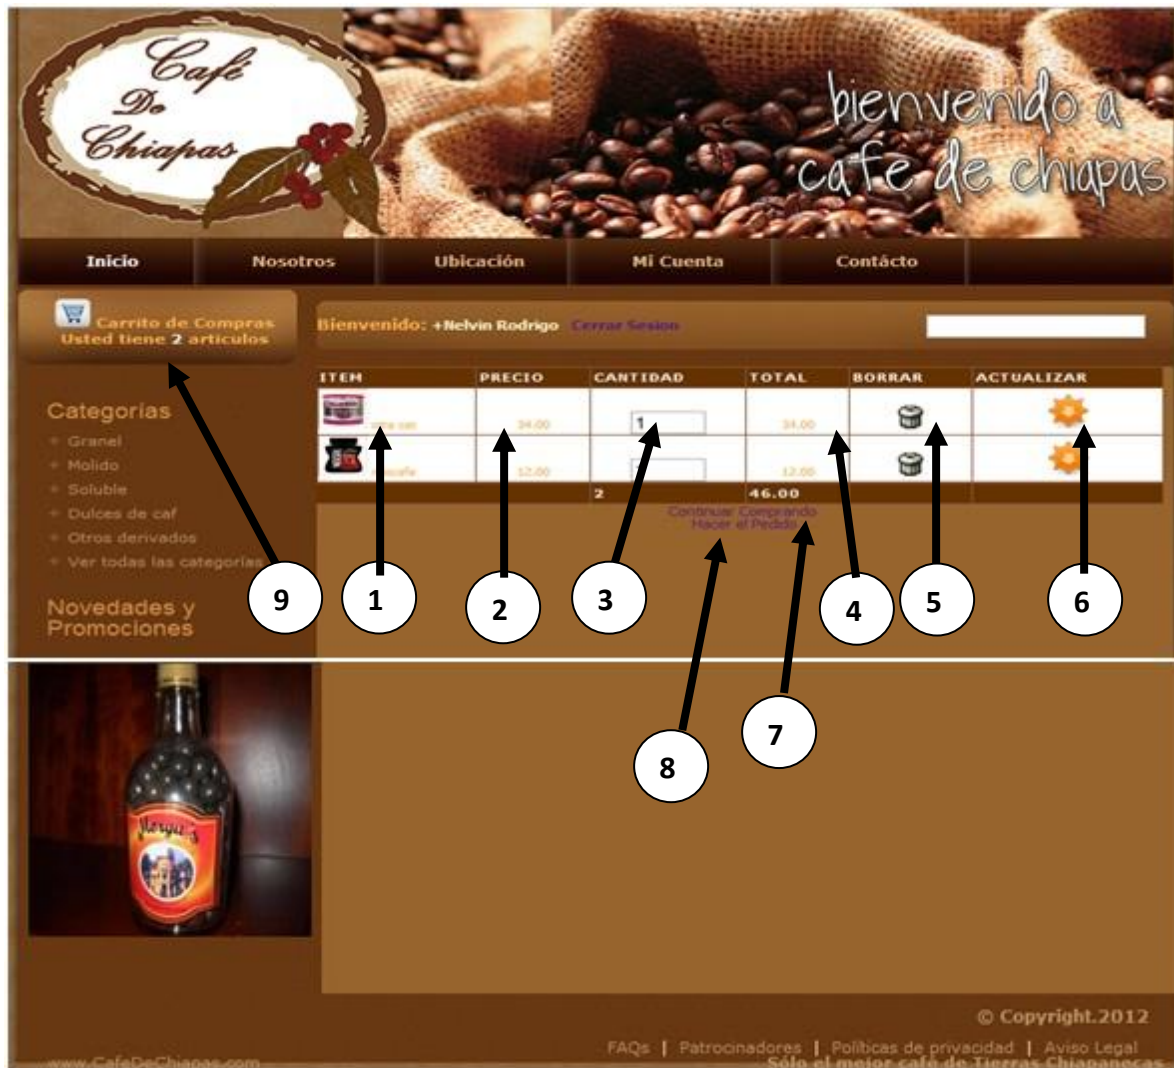 Café
De
Chiapas
bienvenido a
cafe de chiapas
Inicio Nosotros Ubicación Mi Cuenta Contácto
Carrito de Compras
Usted tiene 2 artículos
Bienvenido: +Nelvin Rodrigo Cerrar Sesion
ITEM PRECIO CANTIDAD TOTAL BORRAR ACTUALIZAR
34.00 1 34.00
12.00 12.00
2 46.00
Continuar Comprando
Hacer el Pedido
Categorías
Granel
Molido
Soluble
Dulces de caf
Otros derivados
Ver todas las categorías
Novedades y
Promociones
9 1 2 3 4 5 6
8 7
© Copyright.2012
FAQs | Patrocinadores | Políticas de privacidad | Aviso Legal
www.CafeDeChiapas.com Sólo el mejor café de Tierras Chiapanecas